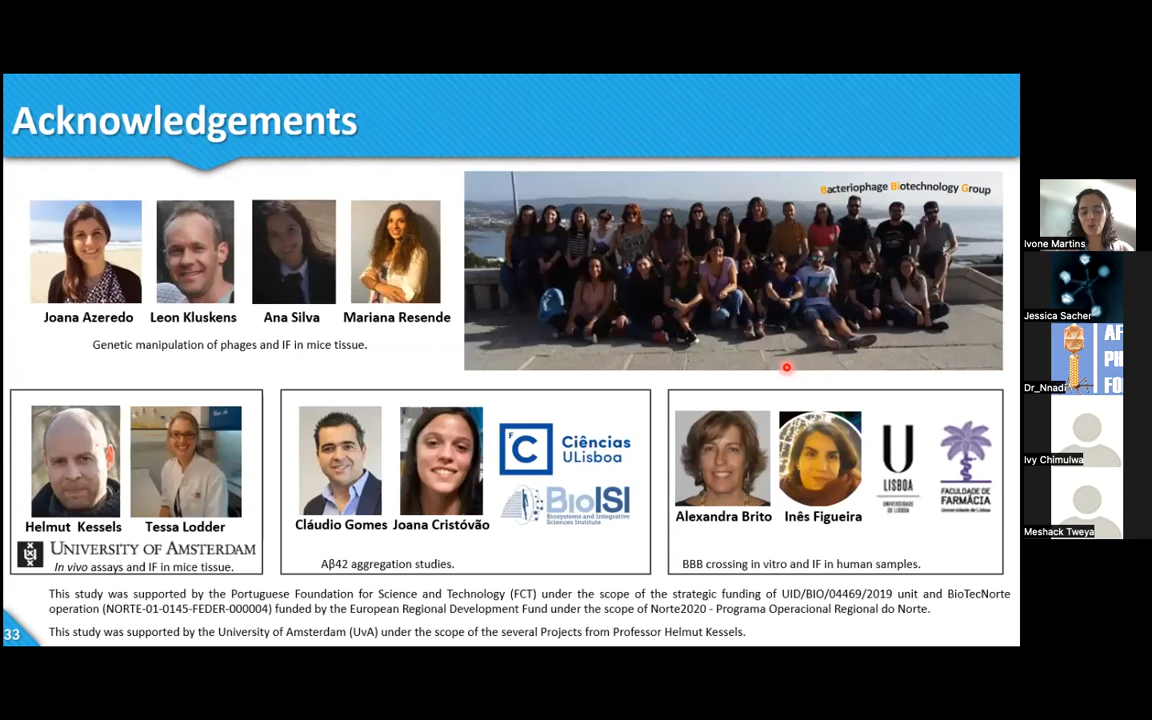 Acknowledgements
Bacteriophage Biotechnology Group
Joana Azeredo
Leon Kluskens
Ana Silva
Mariana Resende
Genetic manipulation of phages and IF in mice tissue.
Helmut Kessels
Tessa Lodder
UNIVERSITY OF AMSTERDAM
In vivo assays and IF in mice tissue.
Cláudio Gomes
Joana Cristóvão
F
C
Ciências
ULisboa
BioISI
Biosystems and Integrative
Sciences Institute
Aβ42 aggregation studies.
Alexandra Brito
Inês Figueira
U
LISBOA
UNIVERSIDADE
DE LISBOA
FACULDADE DE
FARMÁCIA
Universidade de Lisboa
BBB crossing in vitro and IF in human samples.
This study was supported by the Portuguese Foundation for Science and Technology (FCT) under the scope of the strategic funding of UID/BIO/04469/2019 unit and BioTecNorte
operation (NORTE-01-0145-FEDER-000004) funded by the European Regional Development Fund under the scope of Norte2020 - Programa Operacional Regional do Norte.
This study was supported by the University of Amsterdam (UvA) under the scope of the several Projects from Professor Helmut Kessels.
33
Ivone Martins
Jessica Sacher
AF
PH
FO
Dr_Nnadi
Ivy Chimulwa
Meshack Tweya